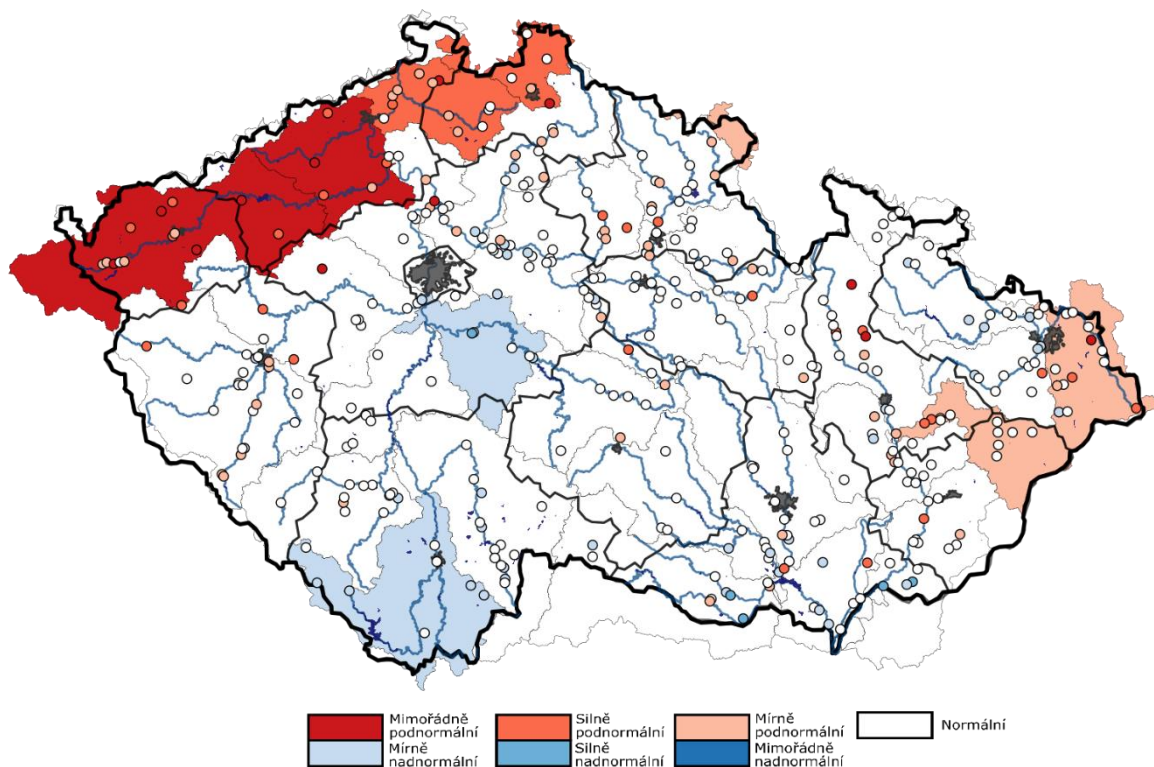 Mimořádně
podnormální
Silně
podnormální
Mírně
podnormální
Normální
Mírně
nadnormální
Silně
nadnormální
Mimořádně
nadnormální